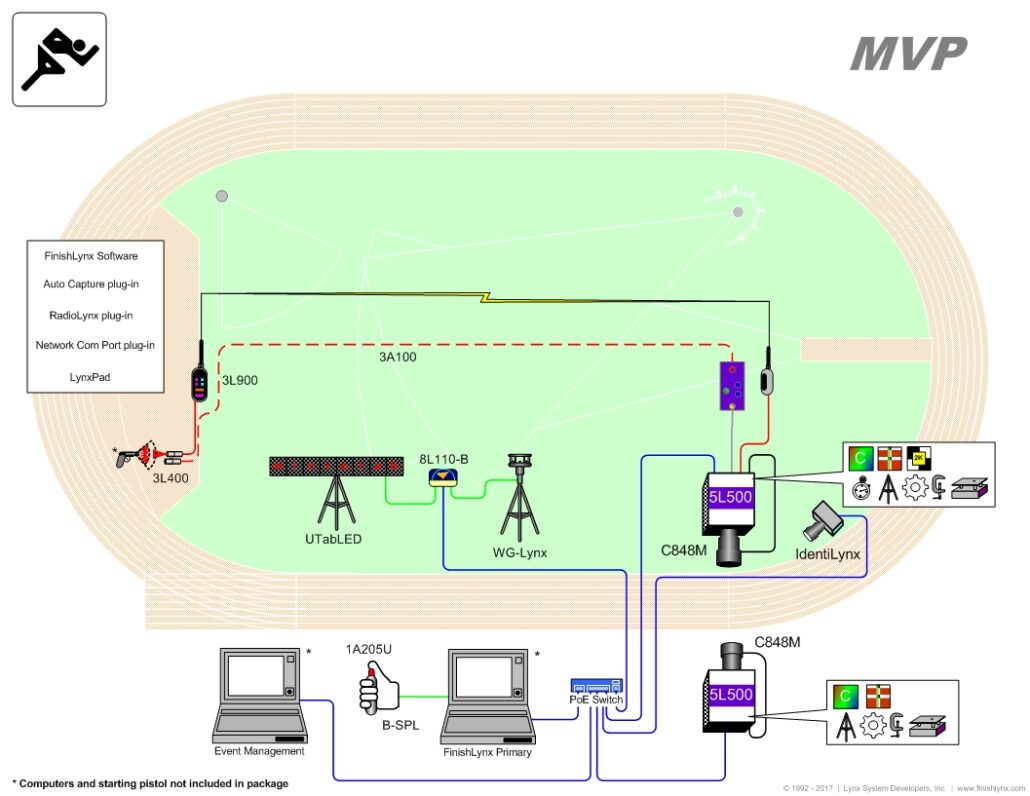 MVP
FinishLynx Software
Auto Capture plug-in
RadioLynx plug-in
Network Com Port plug-in
LynxPad
3A100
3L900
*
3L400
8L110-B
UTabLED
WG-Lynx
5L500
C848M
C
2K
IdentiLynx
1A205U
*
*
B-SPL
PoE Switch
C848M
5L500
C
Event Management
FinishLynx Primary
* Computers and starting pistol not included in package
© 1992 - 2017 | Lynx System Developers, Inc. | www.finishlynx.com